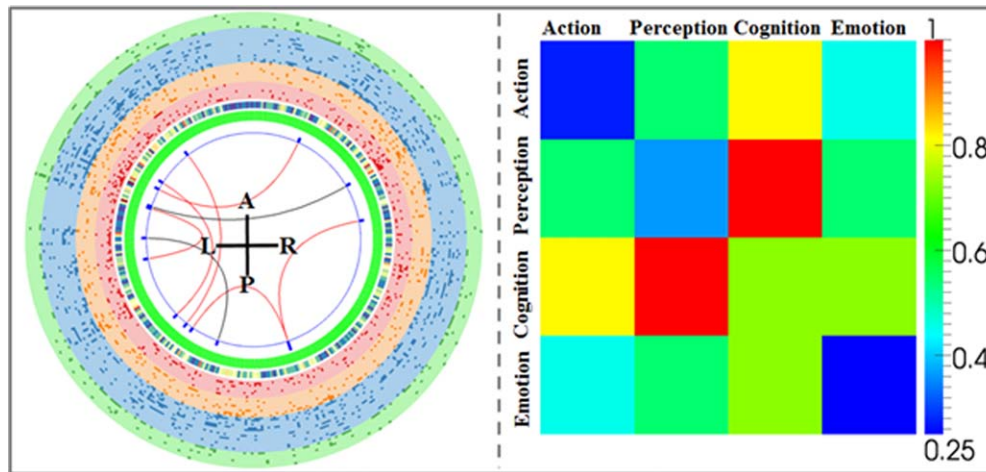 A
L
R
P
Action Perception Cognition Emotion
Action
Perception
Cognition
Emotion
1
0.8
0.6
0.4
0.25